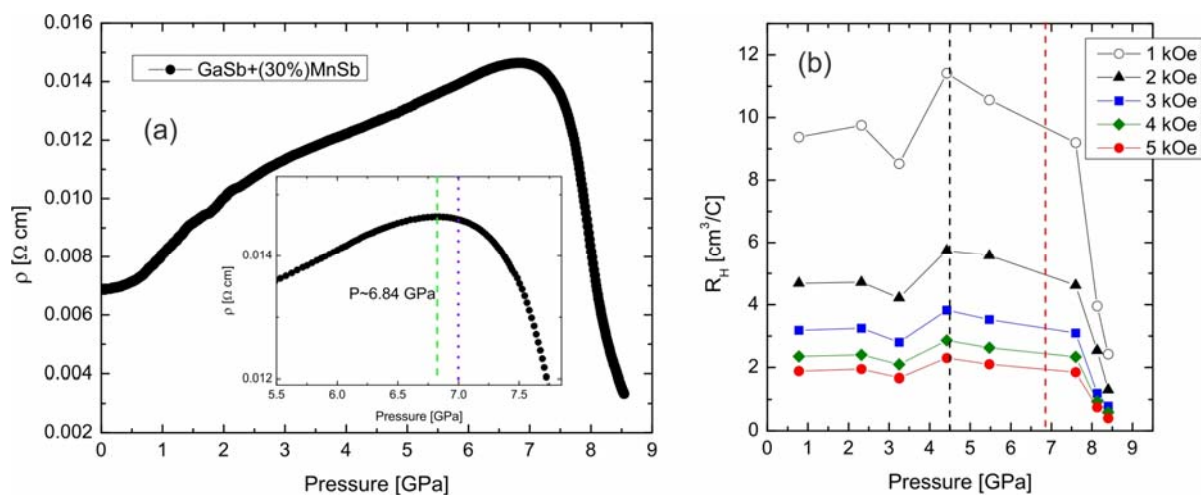 0.016
0.014
0.012
0.010
0.008
0.006
0.004
0.002
ρ [Ω cm]
GaSb+(30%)MnSb
(a)
0.014
0.012
ρ [Ω cm]
P~6.84 GPa
5.5 6.0 6.5 7.0 7.5
Pressure [GPa]
0 1 2 3 4 5 6 7 8 9
Pressure [GPa]
(b)
1 kOe
2 kOe
3 kOe
4 kOe
5 kOe
12
10
8
6
4
2
0
R_H [cm³/C]
0 1 2 3 4 5 6 7 8 9
Pressure [GPa]